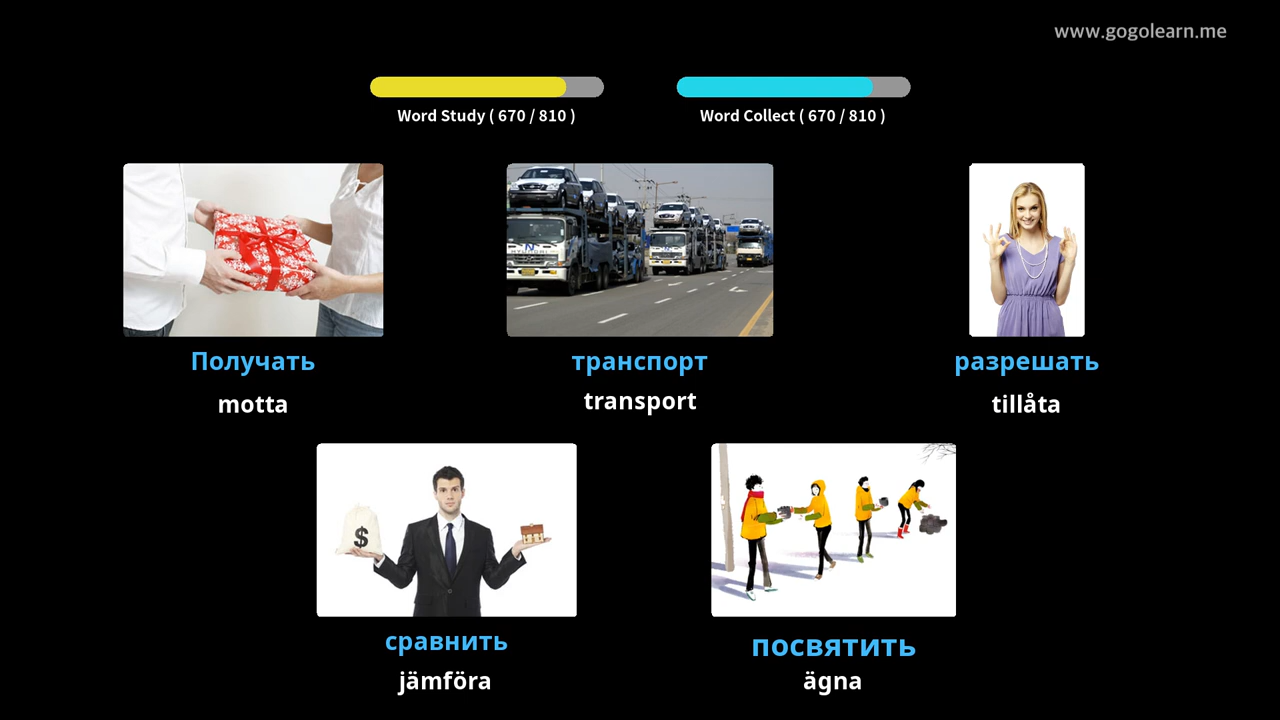 www.gogolearn.me
Word Study ( 670 / 810 )
Word Collect ( 670 / 810 )
Получать
транспорт
разрешать
motta
transport
tillåta
сравнить
посвятить
jämföra
ägna